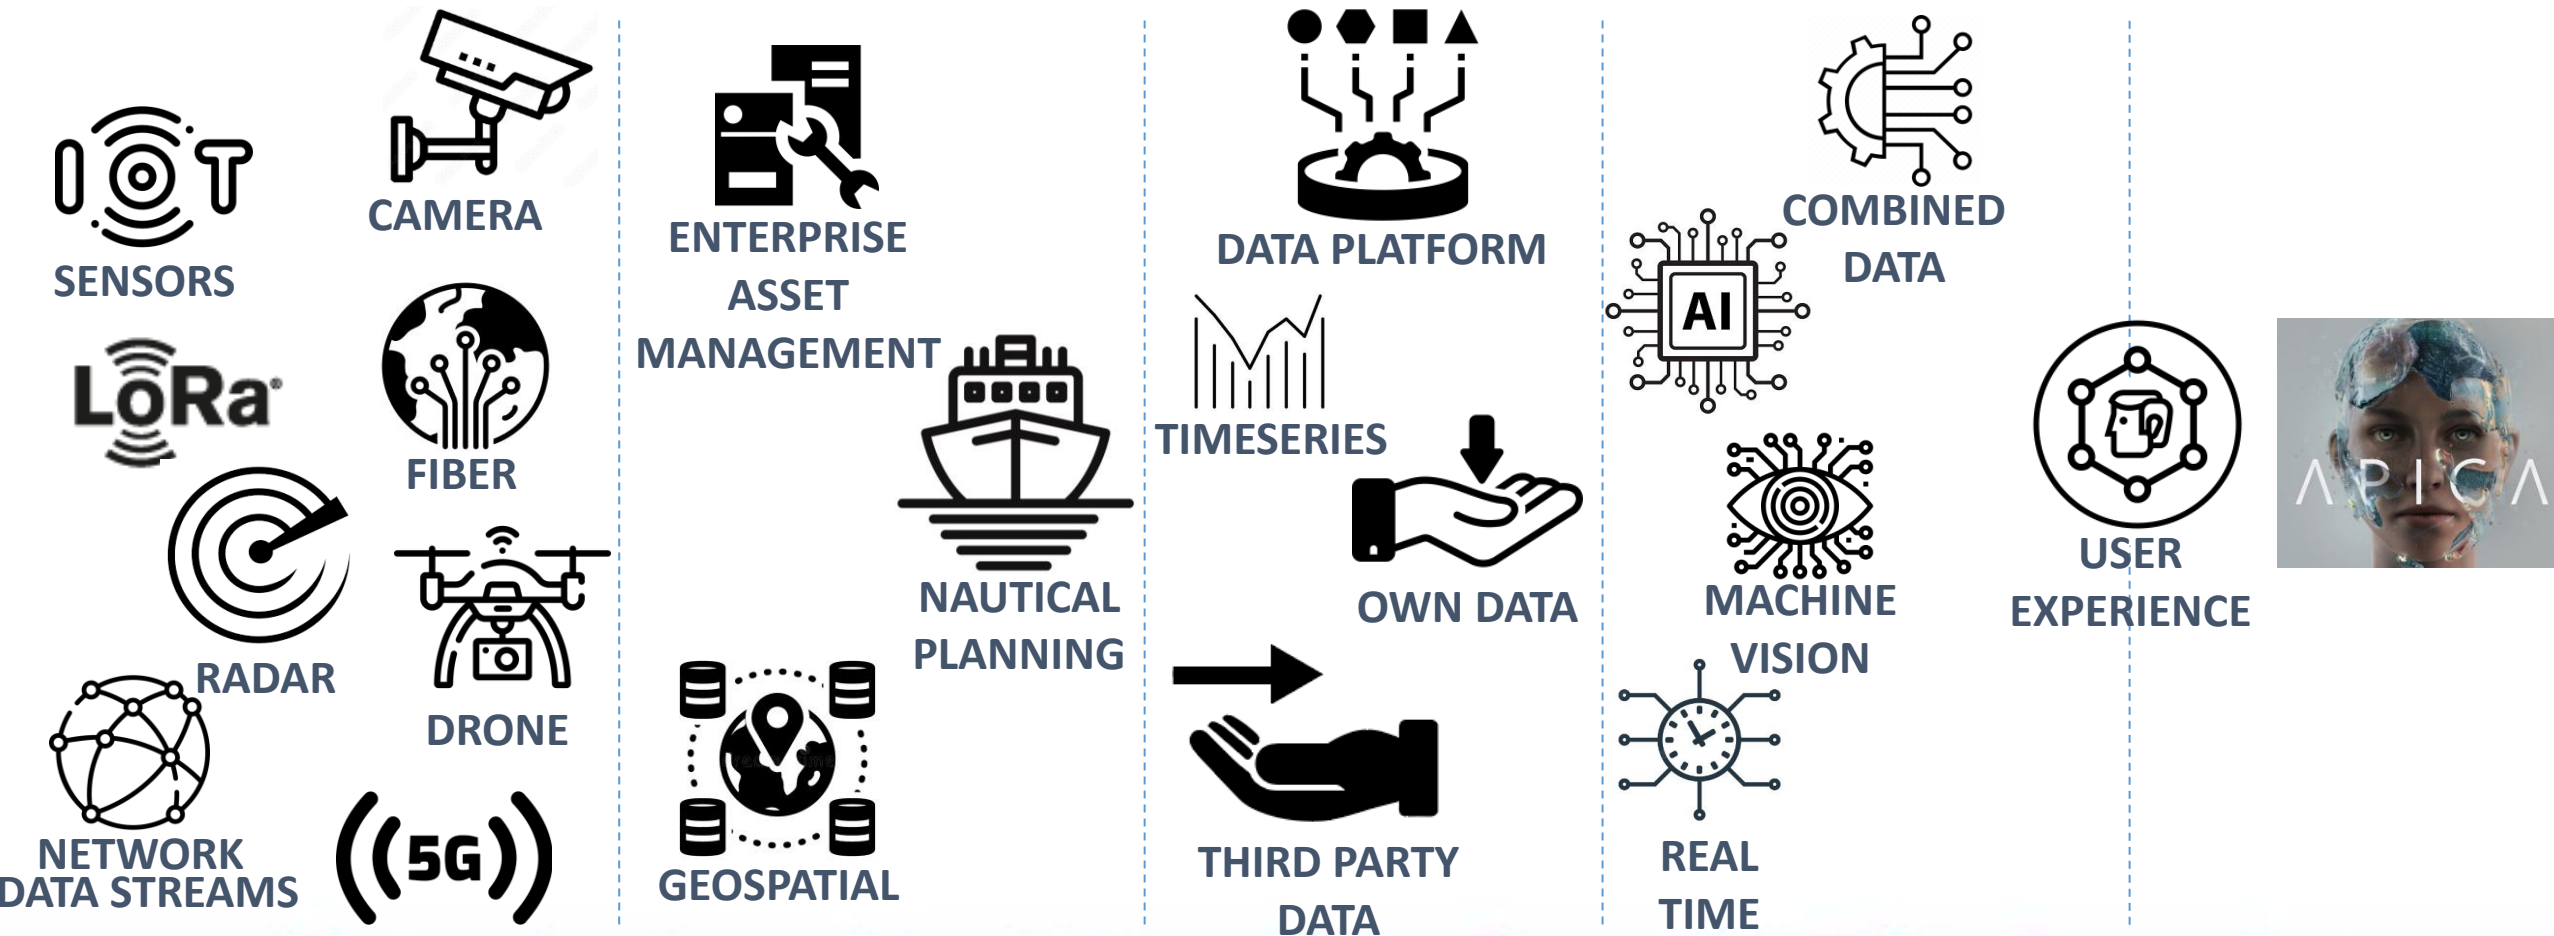 IOT
SENSORS
CAMERA
LoRa®
FIBER
RADAR
DRONE
NETWORK
DATA STREAMS
5G
ENTERPRISE
ASSET
MANAGEMENT
NAUTICAL
PLANNING
GEOSPATIAL
DATA PLATFORM
TIMESERIES
OWN DATA
THIRD PARTY
DATA
COMBINED
DATA
AI
MACHINE
VISION
REAL
TIME
USER
EXPERIENCE
APICA